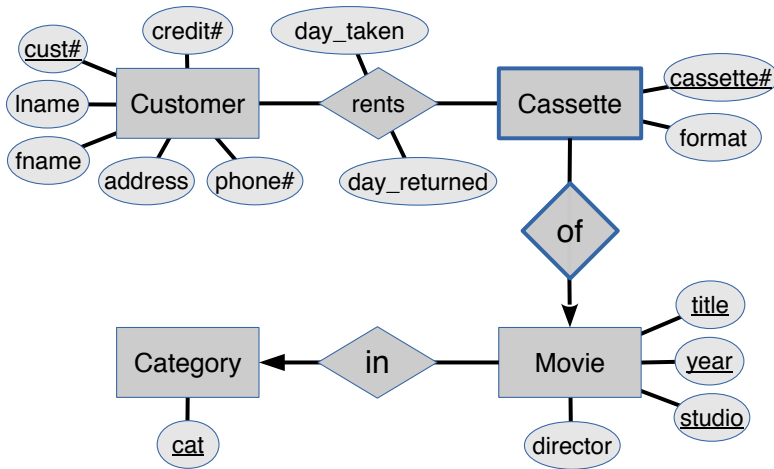 credit#
day_taken
cust#
cassette#
lname
Customer
rents
Cassette
format
fname
address
phone#
day_returned
of
title
Category
in
Movie
year
studio
cat
director